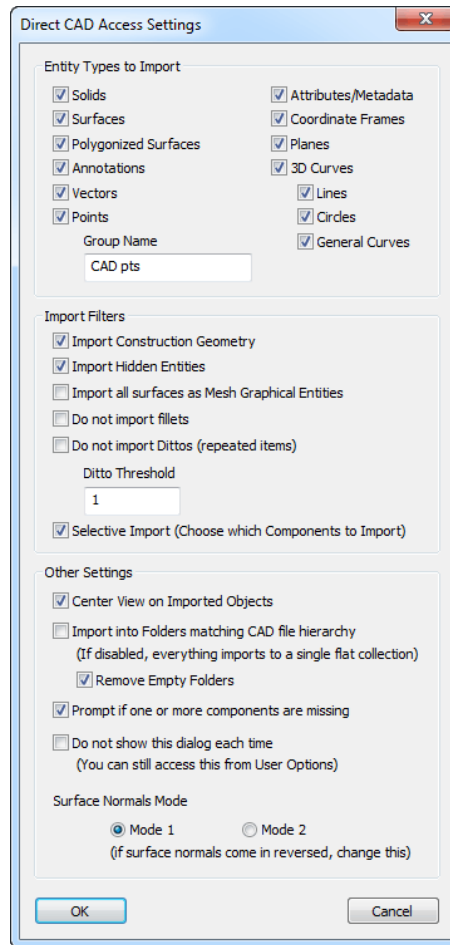 Direct CAD Access Settings
Entity Types to Import
Solids
Surfaces
Polygonized Surfaces
Annotations
Vectors
Points
Group Name
CAD pts
Attributes/Metadata
Coordinate Frames
Planes
3D Curves
Lines
Circles
General Curves
Import Filters
Import Construction Geometry
Import Hidden Entities
Import all surfaces as Mesh Graphical Entities
Do not import fillets
Do not import Dittos (repeated items)
Ditto Threshold
1
Selective Import (Choose which Components to Import)
Other Settings
Center View on Imported Objects
Import into Folders matching CAD file hierarchy
(If disabled, everything imports to a single flat collection)
Remove Empty Folders
Prompt if one or more components are missing
Do not show this dialog each time
(You can still access this from User Options)
Surface Normals Mode
Mode 1
Mode 2
(if surface normals come in reversed, change this)
OK
Cancel